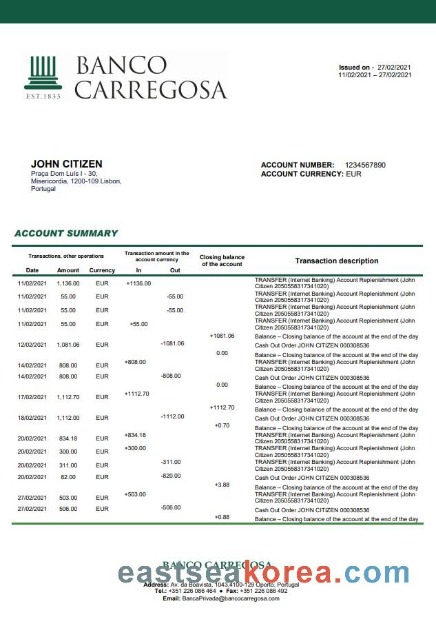 BANCO
CARREGOSA
EST.1833
Issued on - 27/02/2021
11/02/2021 – 27/02/2021
JOHN CITIZEN
Praça Dom Luis I - 30,
Misericordia, 1200-109 Lisbon,
Portugal
ACCOUNT NUMBER: 1234567890
ACCOUNT CURRENCY: EUR
ACCOUNT SUMMARY
Transactions, other operations
Transaction amount in the account currency
Closing balance of the account
Transaction description
Date Amount Currency In Out
11/02/2021 1,136.00 EUR +1136.00 TRANSFER (Internet Banking) Account Replenishment (John Citizen 2050558317341020)
11/02/2021 55.00 EUR -55.00 TRANSFER (Internet Banking) Account Replenishment (John Citizen 2050558317341020)
11/02/2021 55.00 EUR -55.00 TRANSFER (Internet Banking) Account Replenishment (John Citizen 2050558317341020)
11/02/2021 55.00 EUR +55.00 TRANSFER (Internet Banking) Account Replenishment (John Citizen 2050558317341020)
+1081.06 Balance – Closing balance of the account at the end of the day
12/02/2021 1,081.06 EUR -1081.06 Cash Out Order JOHN CITIZEN 000308536
0.00 Balance – Closing balance of the account at the end of the day
14/02/2021 808.00 EUR +808.00 TRANSFER (Internet Banking) Account Replenishment (John Citizen 2050558317341020)
14/02/2021 808.00 EUR -808.00 Cash Out Order JOHN CITIZEN 000308536
0.00 Balance – Closing balance of the account at the end of the day
17/02/2021 1,112.70 EUR +1112.70 TRANSFER (Internet Banking) Account Replenishment (John Citizen 2050558317341020)
+1112.70 Balance – Closing balance of the account at the end of the day
18/02/2021 1,112.00 EUR -1112.00 Cash Out Order JOHN CITIZEN 000308536
+0.70 Balance – Closing balance of the account at the end of the day
20/02/2021 834.18 EUR +834.18 TRANSFER (Internet Banking) Account Replenishment (John Citizen 2050558317341020)
20/02/2021 300.00 EUR +300.00 TRANSFER (Internet Banking) Account Replenishment (John Citizen 2050558317341020)
20/02/2021 311.00 EUR -311.00 TRANSFER (Internet Banking) Account Replenishment (John Citizen 2050558317341020)
20/02/2021 82.00 EUR -820.00 Cash Out Order JOHN CITIZEN 000308536
+3.88 Balance – Closing balance of the account at the end of the day
27/02/2021 503.00 EUR +503.00 TRANSFER (Internet Banking) Account Replenishment (John Citizen 2050558317341020)
27/02/2021 506.00 EUR -506.00 Cash Out Order JOHN CITIZEN 000308536
+0.88 Balance – Closing balance of the account at the end of the day
BANCO CARREGOSA
eastseakorea.com
Address: Av. da Boavista, 1043,4100-129 Oporto, Portugal
Tel.: +351 226 086 464 ● Fax: +351 226 086 492
Email: BancaPrivada@bancocarregosa.com